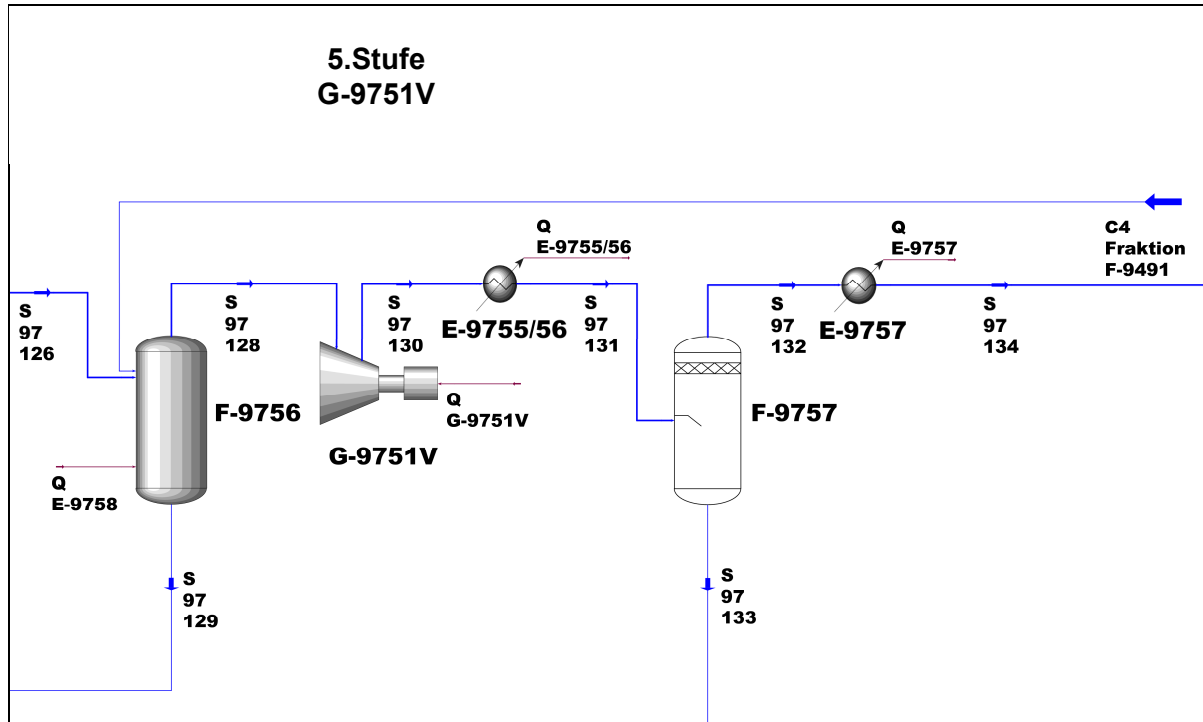 5.Stufe
G-9751V
Q
E-9755/56
Q
E-9757
C4
Fraktion
F-9491
S
97
126
S
97
128
S
97
130
E-9755/56
S
97
131
S
97
132
E-9757
S
97
134
F-9756
Q
G-9751V
F-9757
G-9751V
Q
E-9758
S
97
129
S
97
133